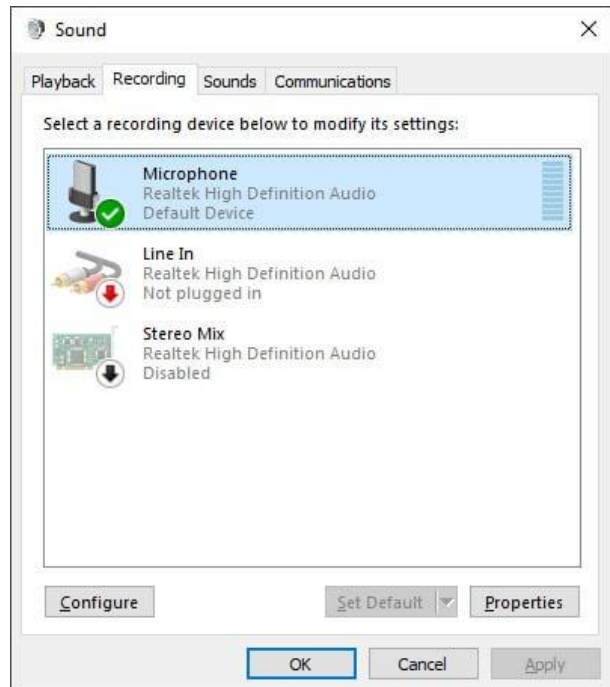 Sound
Playback Recording Sounds Communications
Select a recording device below to modify its settings:
Microphone
Realtek High Definition Audio
Default Device
Line In
Realtek High Definition Audio
Not plugged in
Stereo Mix
Realtek High Definition Audio
Disabled
Configure Set Default Properties
OK Cancel Apply